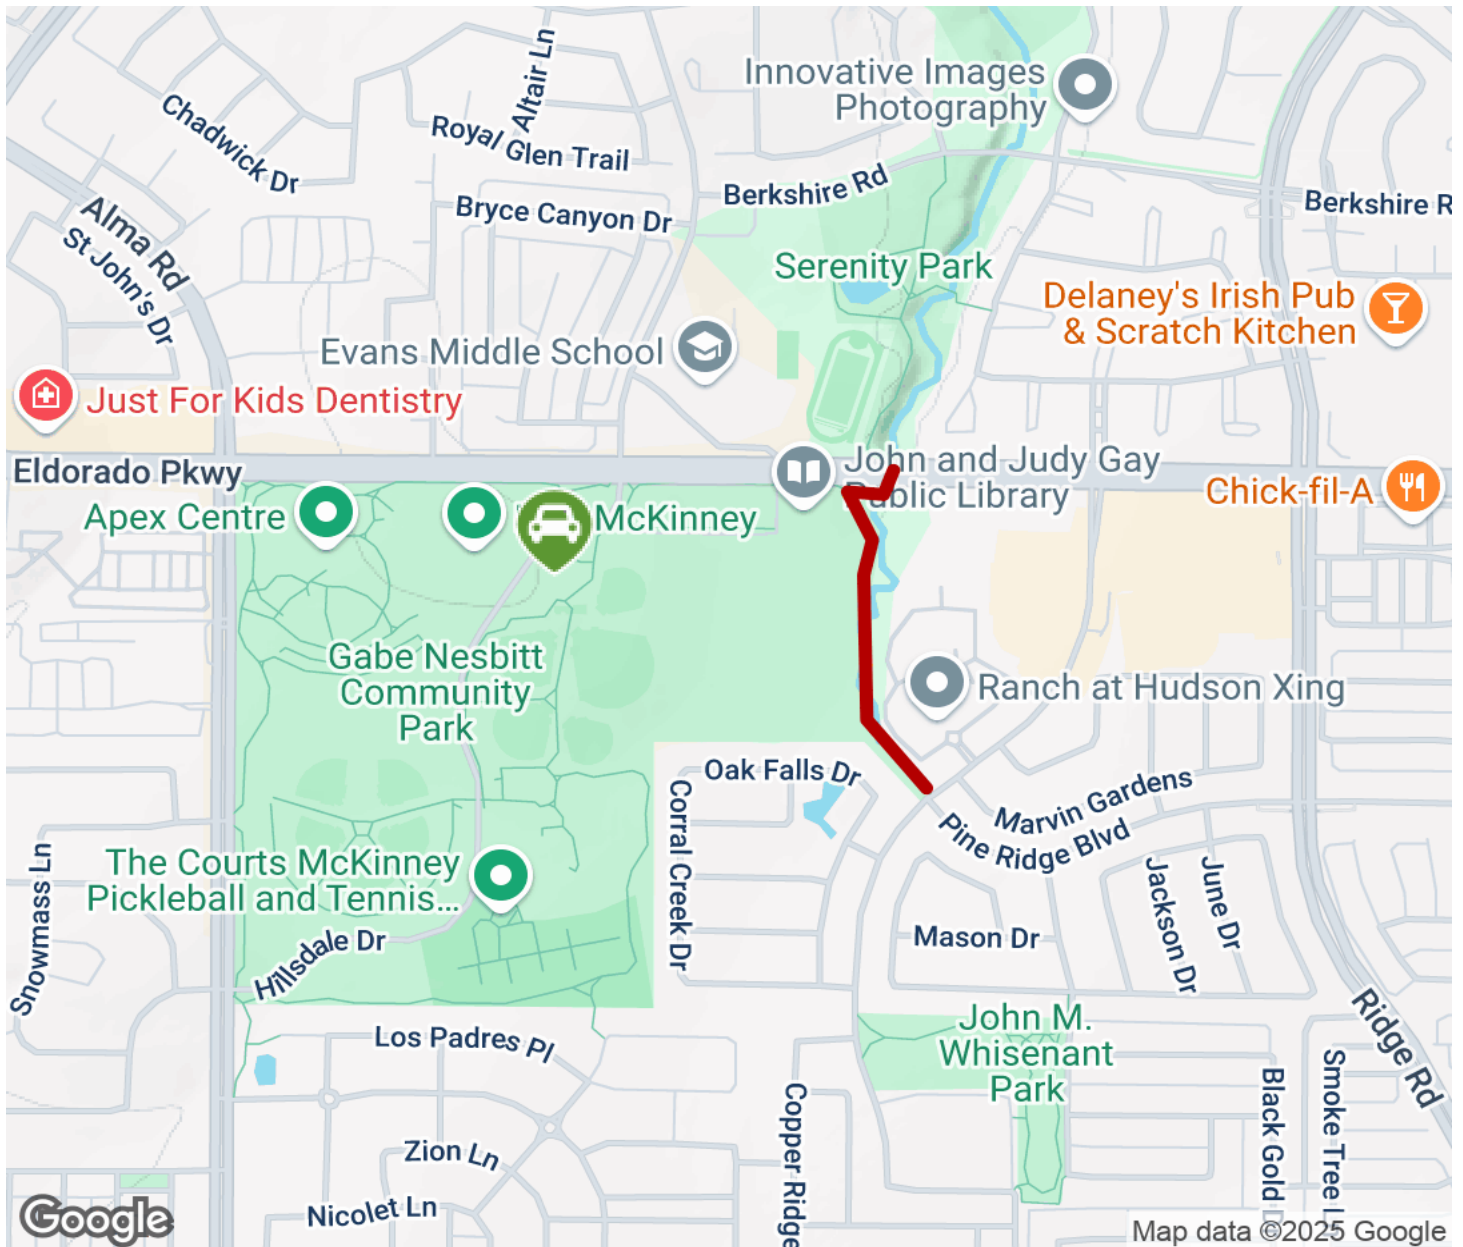 Innovative Images
Photography
Altair Ln
Chadwick Dr
Royal Glen Trail
Berkshire Rd
Berkshire R
Bryce Canyon Dr
Alma Rd
St John's Dr
Serenity Park
Delaney's Irish Pub
& Scratch Kitchen
Evans Middle School
Just For Kids Dentistry
Eldorado Pkwy
John and Judy Gay
Public Library
Chick-fil-A
Apex Centre
McKinney
Gabe Nesbitt
Community
Park
Ranch at Hudson Xing
Oak Falls Dr
Marvin Gardens
Pine Ridge Blvd
Corral Creek Dr
The Courts McKinney
Pickleball and Tennis...
Snowmass Ln
Jackson Dr
June Dr
Mason Dr
Hillsdale Dr
Los Padres Pl
John M.
Whisenant
Park
Ridge Rd
Copper Ridge
Black Gold D
Smoke Tree L
Zion Ln
Nicolet Ln
Google
Map data ©2025 Google